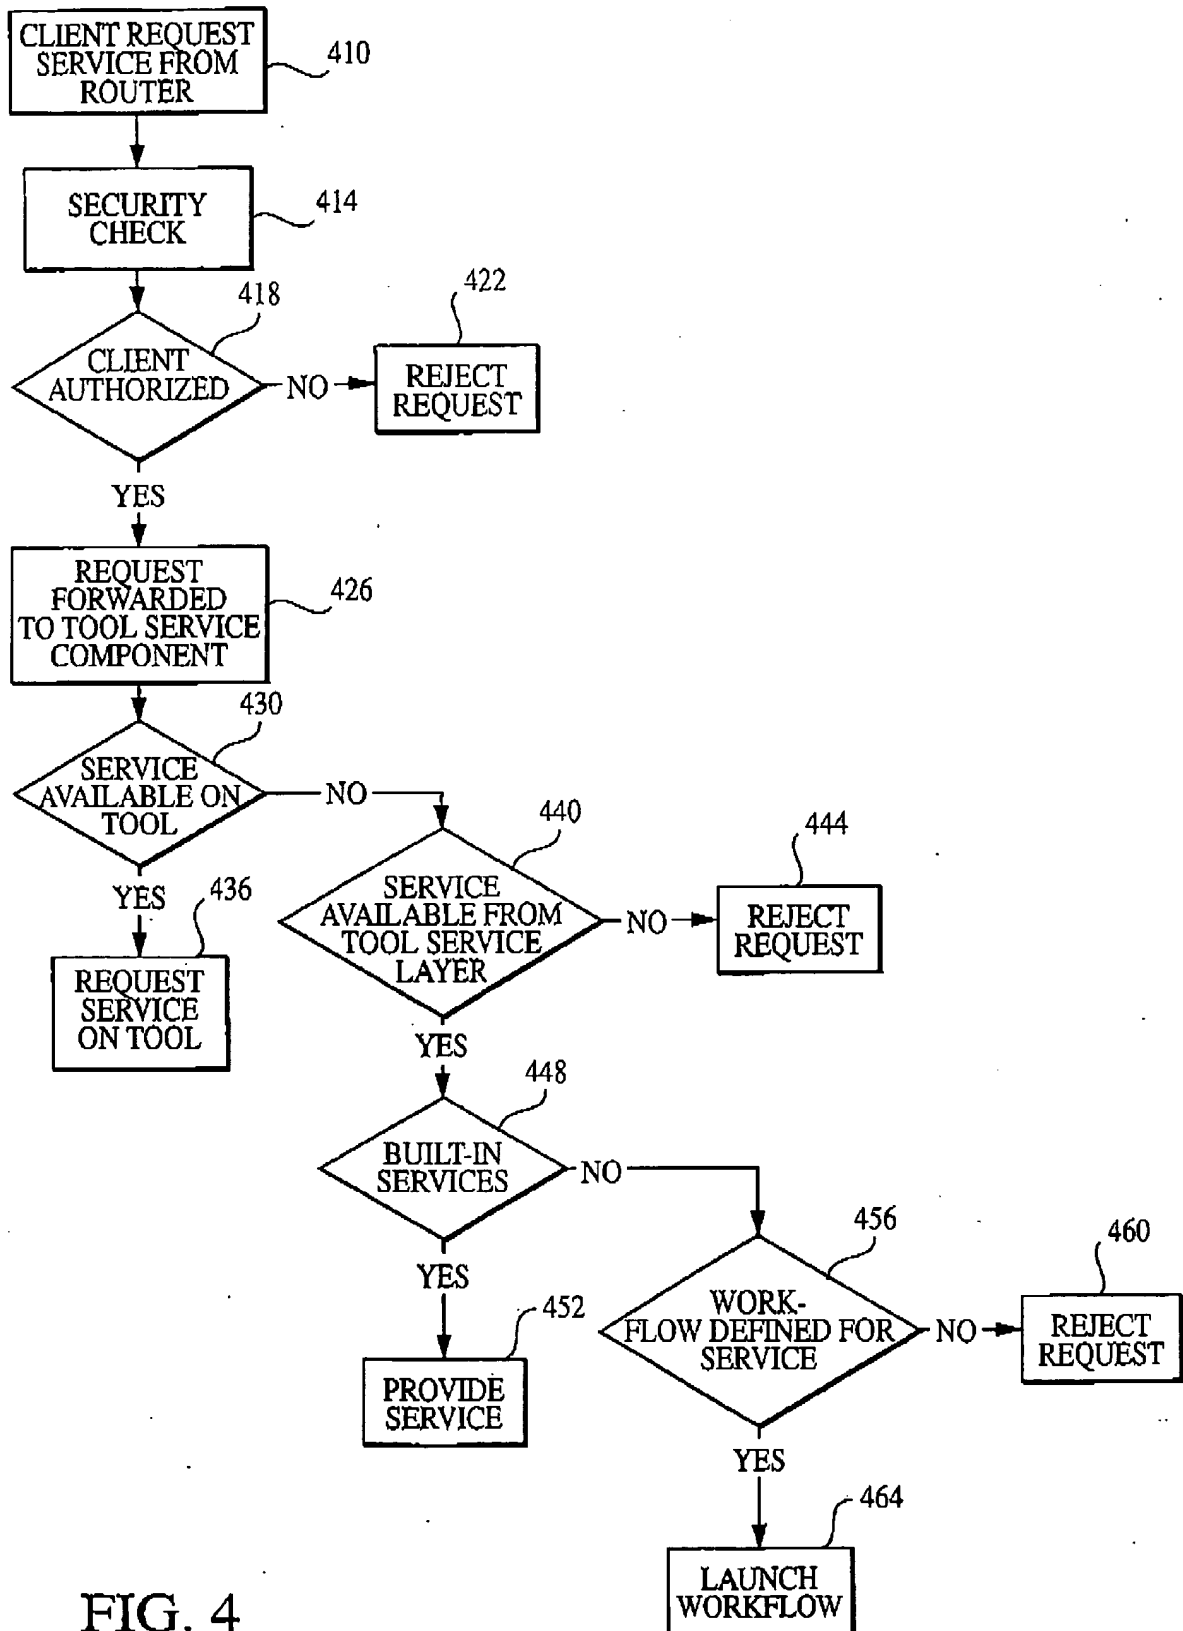 CLIENT REQUEST
SERVICE FROM
ROUTER
410
SECURITY
CHECK
414
418
CLIENT
AUTHORIZED
NO
422
REJECT
REQUEST
YES
REQUEST
FORWARDED
TO TOOL SERVICE
COMPONENT
426
430
SERVICE
AVAILABLE ON
TOOL
NO
YES
436
REQUEST
SERVICE
ON TOOL
440
SERVICE
AVAILABLE FROM
TOOL SERVICE
LAYER
NO
444
REJECT
REQUEST
YES
448
BUILT-IN
SERVICES
NO
YES
452
PROVIDE
SERVICE
456
WORK-
FLOW DEFINED FOR
SERVICE
NO
460
REJECT
REQUEST
YES
464
LAUNCH
WORKFLOW
FIG. 4